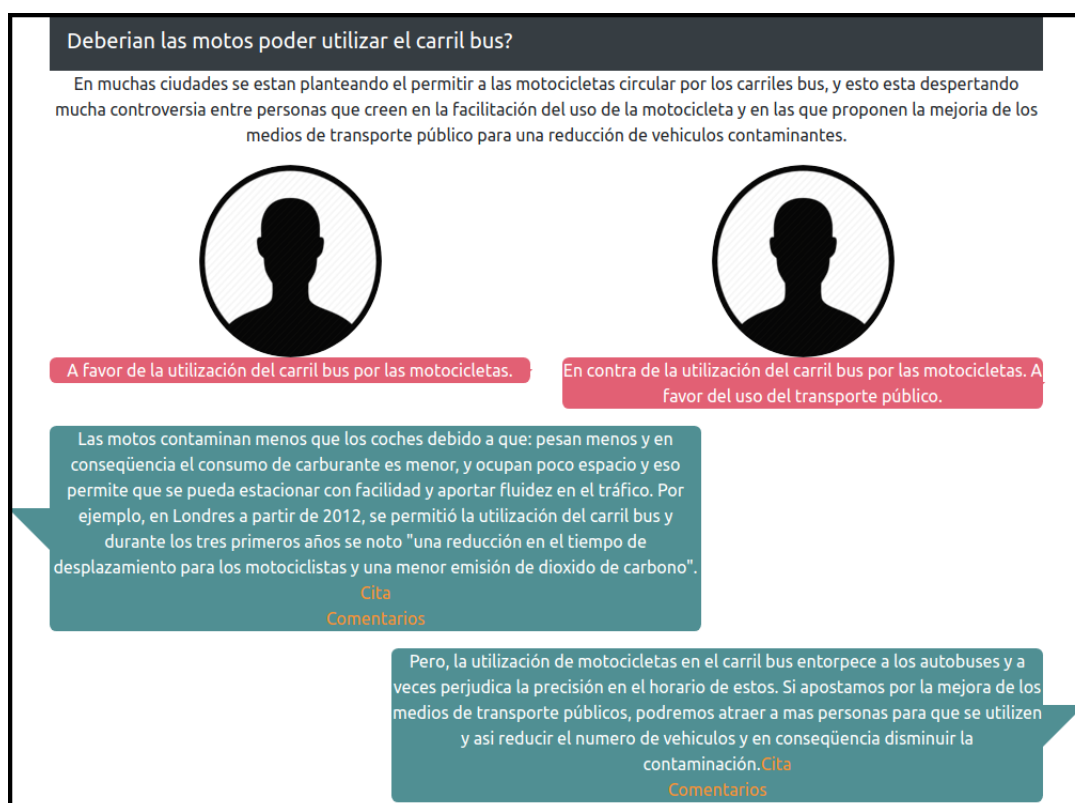 Deberian las motos poder utilizar el carril bus?
En muchas ciudades se estan planteando el permitir a las motocicletas circular por los carriles bus, y esto esta despertando
mucha controversia entre personas que creen en la facilitación del uso de la motocicleta y en las que proponen la mejoria de los
medios de transporte público para una reducción de vehiculos contaminantes.
A favor de la utilización del carril bus por las motocicletas.
En contra de la utilización del carril bus por las motocicletas. A
favor del uso del transporte público.
Las motos contaminan menos que los coches debido a que: pesan menos y en
conseqüencia el consumo de carburante es menor, y ocupan poco espacio y eso
permite que se pueda estacionar con facilidad y aportar fluidez en el tráfico. Por
ejemplo, en Londres a partir de 2012, se permitió la utilización del carril bus y
durante los tres primeros años se noto "una reducción en el tiempo de
desplazamiento para los motociclistas y una menor emisión de dioxido de carbono".
Cita
Comentarios
Pero, la utilización de motocicletas en el carril bus entorpece a los autobuses y a
veces perjudica la precisión en el horario de estos. Si apostamos por la mejora de los
medios de transporte públicos, podremos atraer a mas personas para que se utilizen
y asi reducir el numero de vehiculos y en conseqüencia disminuir la
contaminación.Cita
Comentarios